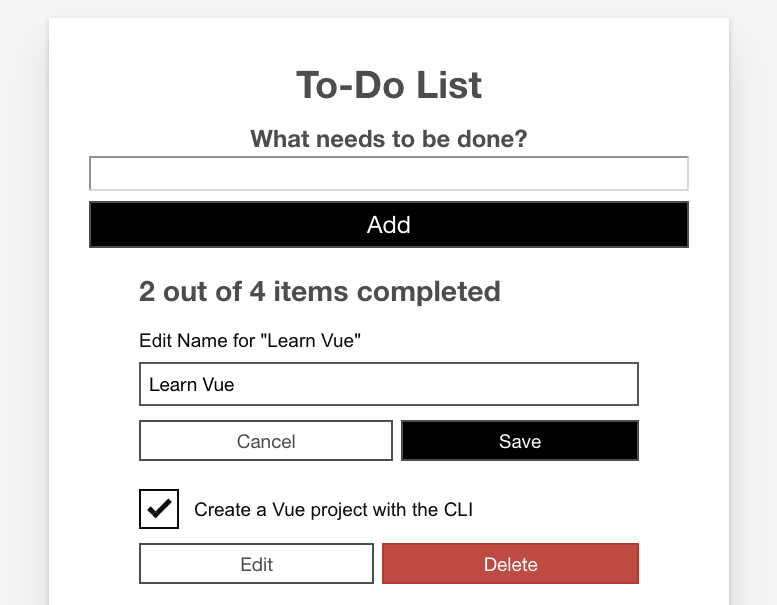 To-Do List
What needs to be done?
Add
2 out of 4 items completed
Edit Name for "Learn Vue"
Learn Vue
Cancel Save
Create a Vue project with the CLI
Edit Delete